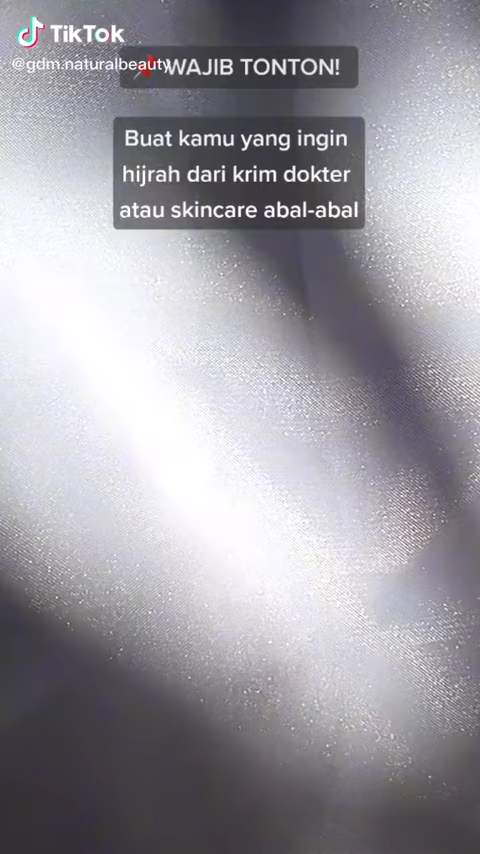 TikTok
@gdm.naturalbeauty
📌 WAJIB TONTON!
Buat kamu yang ingin
hijrah dari krim dokter
atau skincare abal-abal